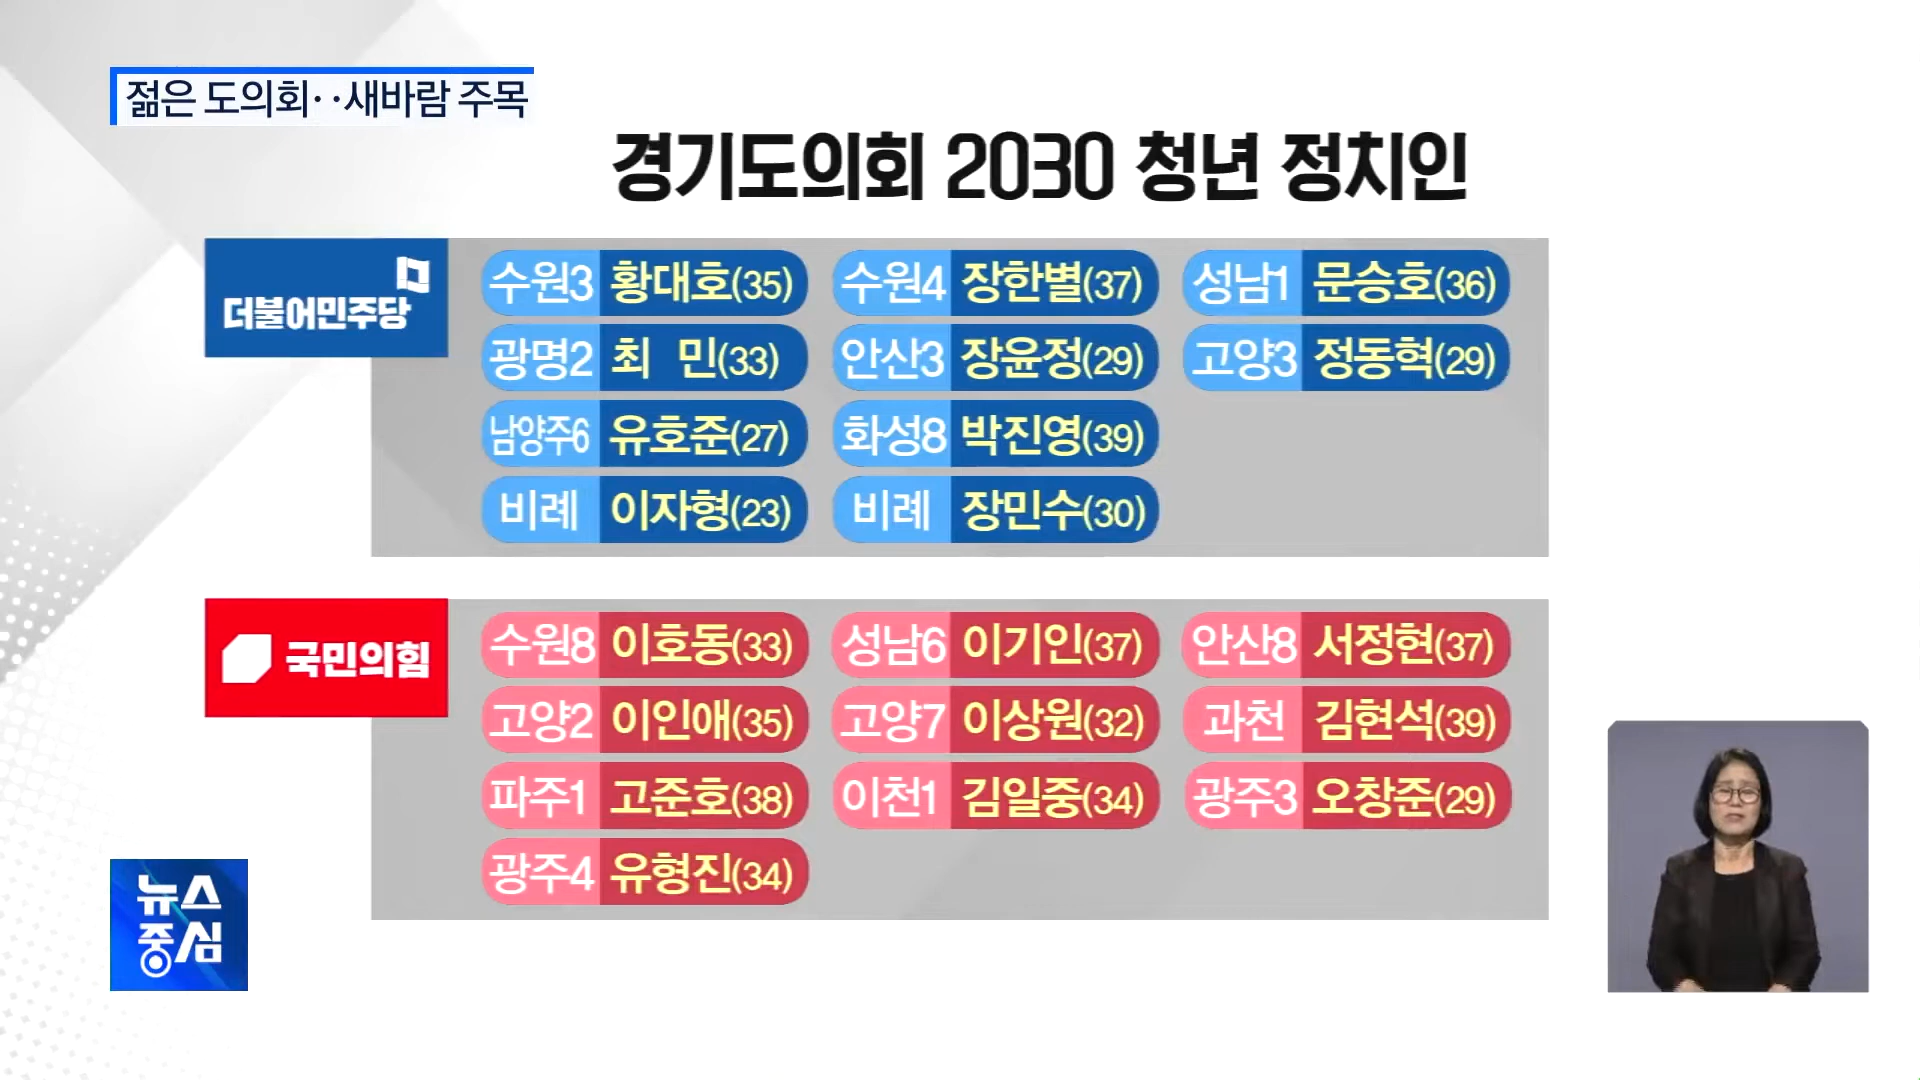 젊은 도의회‥새바람 주목
경기도의회 2030 청년 정치인
더불어민주당
수원3 황대호(35) 수원4 장한별(37) 성남1 문승호(36)
광명2 최 민(33) 안산3 장윤정(29) 고양3 정동혁(29)
남양주6 유호준(27) 화성8 박진영(39)
비례 이자형(23) 비례 장민수(30)
국민의힘
수원8 이호동(33) 성남6 이기인(37) 안산8 서정현(37)
고양2 이인애(35) 고양7 이상원(32) 과천 김현석(39)
파주1 고준호(38) 이천1 김일중(34) 광주3 오창준(29)
광주4 유형진(34)
뉴스
중심